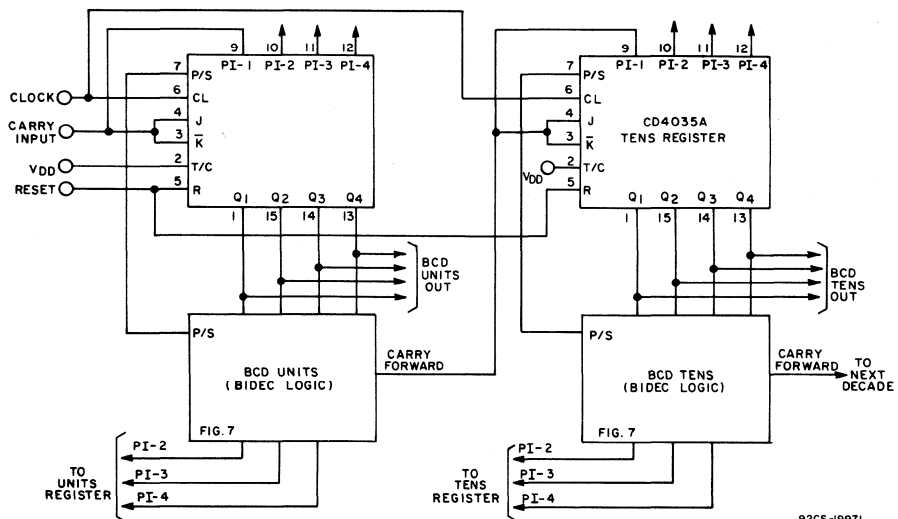 9 10 11 12
PI-1 PI-2 PI-3 PI-4
7 P/S
6 CL
4 J
3 K̅
2 T/C
5 R
Q1 Q2 Q3 Q4
1 15 14 13
CLOCK
CARRY
INPUT
VDD
RESET
BCD
UNITS
OUT
P/S
BCD UNITS
(BIDEC LOGIC)
FIG. 7
CARRY
FORWARD
PI-2
PI-3
PI-4
TO
UNITS
REGISTER
9 10 11 12
PI-1 PI-2 PI-3 PI-4
7 P/S
6 CL
4 J
3 K̅
2 T/C
5 R
CD4035A
TENS REGISTER
VDD
Q1 Q2 Q3 Q4
1 15 14 13
BCD
TENS
OUT
P/S
BCD TENS
(BIDEC LOGIC)
FIG. 7
CARRY
FORWARD
TO
NEXT
DECADE
PI-2
PI-3
PI-4
TO
TENS
REGISTER
92CS-19971